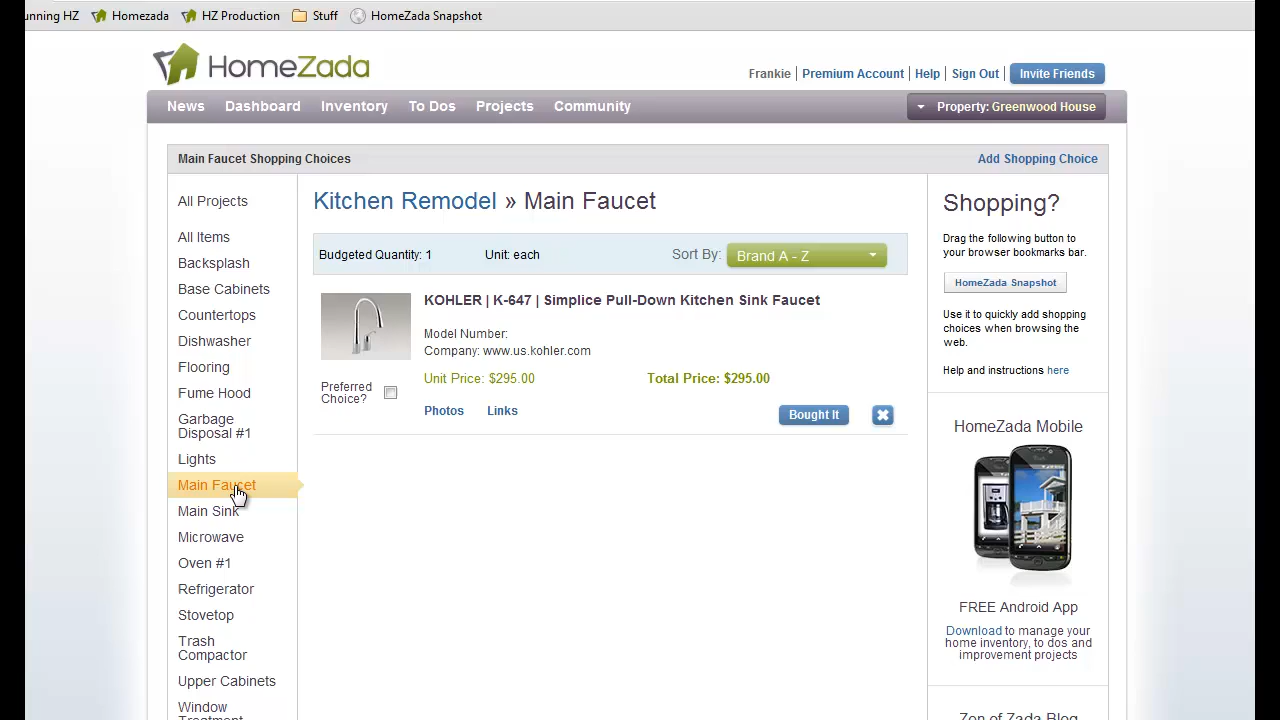 unning HZ Homezada HZ Production Stuff HomeZada Snapshot
HomeZada
Frankie | Premium Account | Help | Sign Out | Invite Friends
News Dashboard Inventory To Dos Projects Community Property: Greenwood House
Main Faucet Shopping Choices Add Shopping Choice
All Projects
All Items
Backsplash
Base Cabinets
Countertops
Dishwasher
Flooring
Fume Hood
Garbage
Disposal #1
Lights
Main Faucet
Main Sink
Microwave
Oven #1
Refrigerator
Stovetop
Trash
Compactor
Upper Cabinets
Window
Treatment
Kitchen Remodel » Main Faucet
Budgeted Quantity: 1 Unit: each Sort By: Brand A - Z
KOHLER | K-647 | Simplice Pull-Down Kitchen Sink Faucet
Model Number:
Company: www.us.kohler.com
Unit Price: $295.00 Total Price: $295.00
Preferred
Choice?
Photos Links Bought It
Shopping?
Drag the following button to
your browser bookmarks bar.
HomeZada Snapshot
Use it to quickly add shopping
choices when browsing the
web.
Help and instructions here
HomeZada Mobile
FREE Android App
Download to manage your
home inventory, to dos and
improvement projects
Zen of Zada Blog